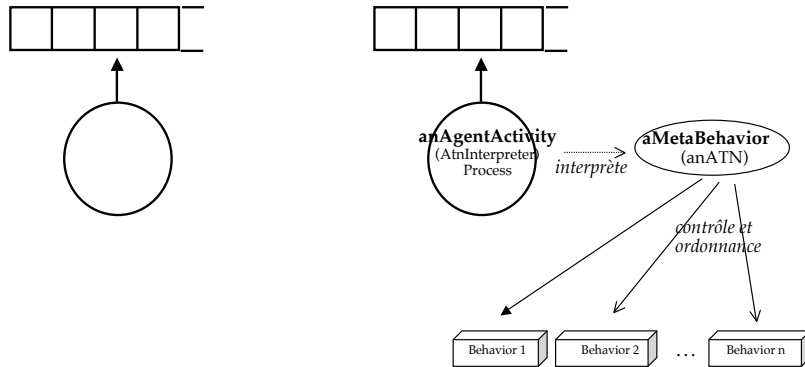 anAgentActivity
(AtnInterpreter)
Process
interprète
aMetaBehavior
(anATN)
contrôle et
ordonnance
Behavior 1
Behavior 2
...
Behavior n